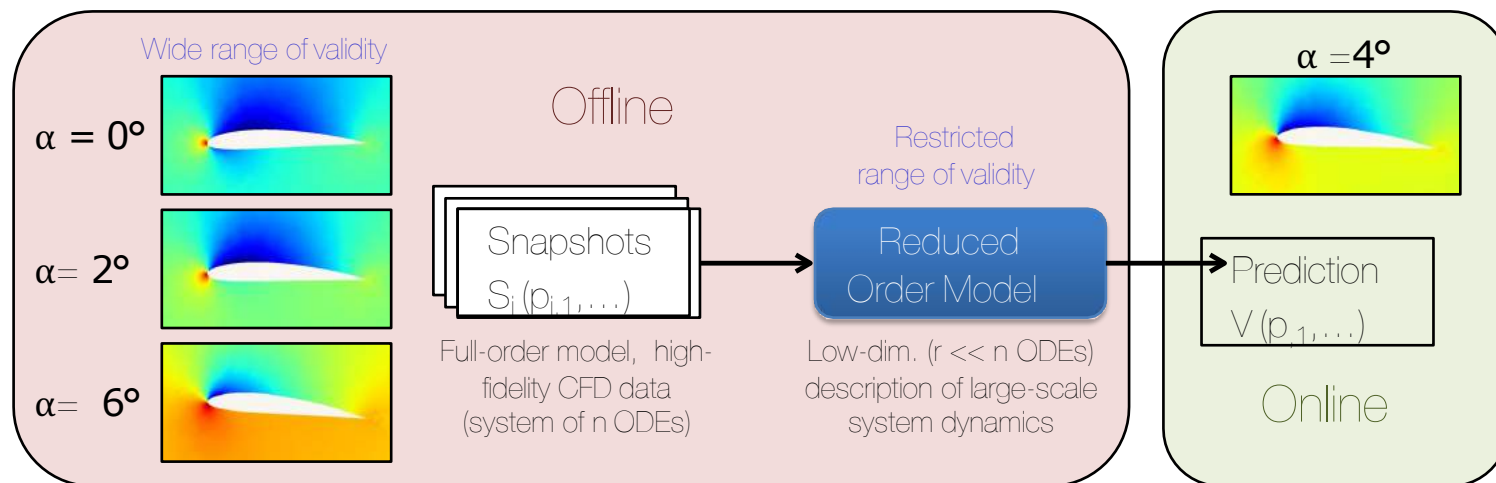 Wide range of validity
α = 0°
α= 2°
α= 6°
Offline
Snapshots
S i (p i,1 ,...)
Full-order model, high-
fidelity CFD data
(system of n ODEs)
Restricted
range of validity
Reduced
Order Model
Low-dim. (r << n ODEs)
description of large-scale
system dynamics
α =4°
Prediction
V (p ,1 ,...)
Online